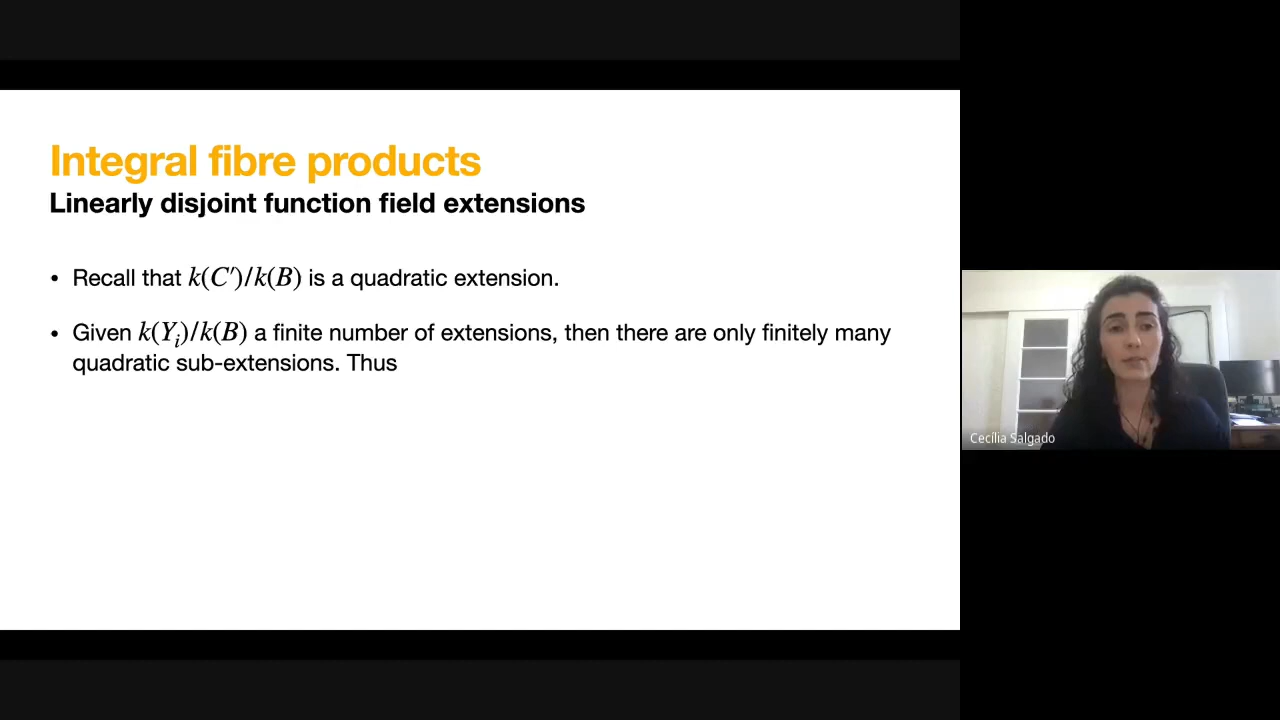 Integral fibre products
Linearly disjoint function field extensions
• Recall that k(C′)/k(B) is a quadratic extension.
• Given k(Yᵢ)/k(B) a finite number of extensions, then there are only finitely many
quadratic sub-extensions. Thus
Cecília Salgado